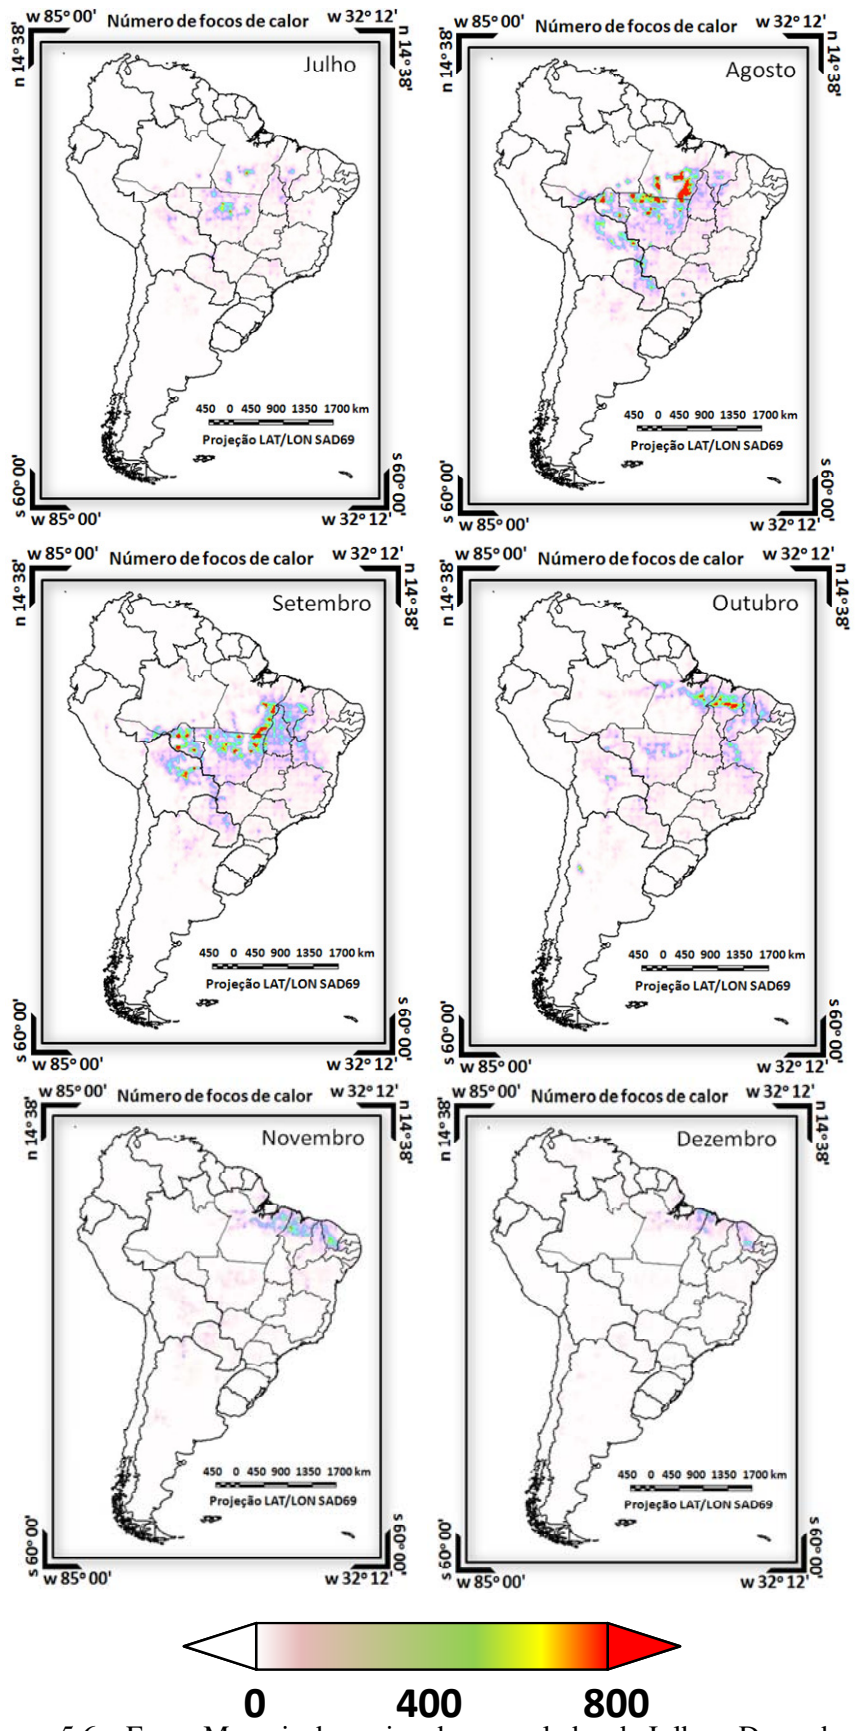 w 85° 00' Número de focos de calor w 32° 12'
n 14° 38' n 14° 38'
Julho
450 0 450 900 1350 1700 km
Projeção LAT/LON SAD69
s 60° 00' s 60° 00'
w 85° 00' w 32° 12'
w 85° 00' Número de focos de calor w 32° 12'
n 14° 38' n 14° 38'
Agosto
450 0 450 900 1350 1700 km
Projeção LAT/LON SAD69
s 60° 00' s 60° 00'
w 85° 00' w 32° 12'
w 85° 00' Número de focos de calor w 32° 12'
n 14° 38' n 14° 38'
Setembro
450 0 450 900 1350 1700 km
Projeção LAT/LON SAD69
s 60° 00' s 60° 00'
w 85° 00' w 32° 12'
w 85° 00' Número de focos de calor w 32° 12'
n 14° 38' n 14° 38'
Outubro
450 0 450 900 1350 1700 km
Projeção LAT/LON SAD69
s 60° 00' s 60° 00'
w 85° 00' w 32° 12'
w 85° 00' Número de focos de calor w 32° 12'
n 14° 38' n 14° 38'
Novembro
450 0 450 900 1350 1700 km
Projeção LAT/LON SAD69
s 60° 00' s 60° 00'
w 85° 00' w 32° 12'
w 85° 00' Número de focos de calor w 32° 12'
n 14° 38' n 14° 38'
Dezembro
450 0 450 900 1350 1700 km
Projeção LAT/LON SAD69
s 60° 00' s 60° 00'
w 85° 00' w 32° 12'
0 400 800